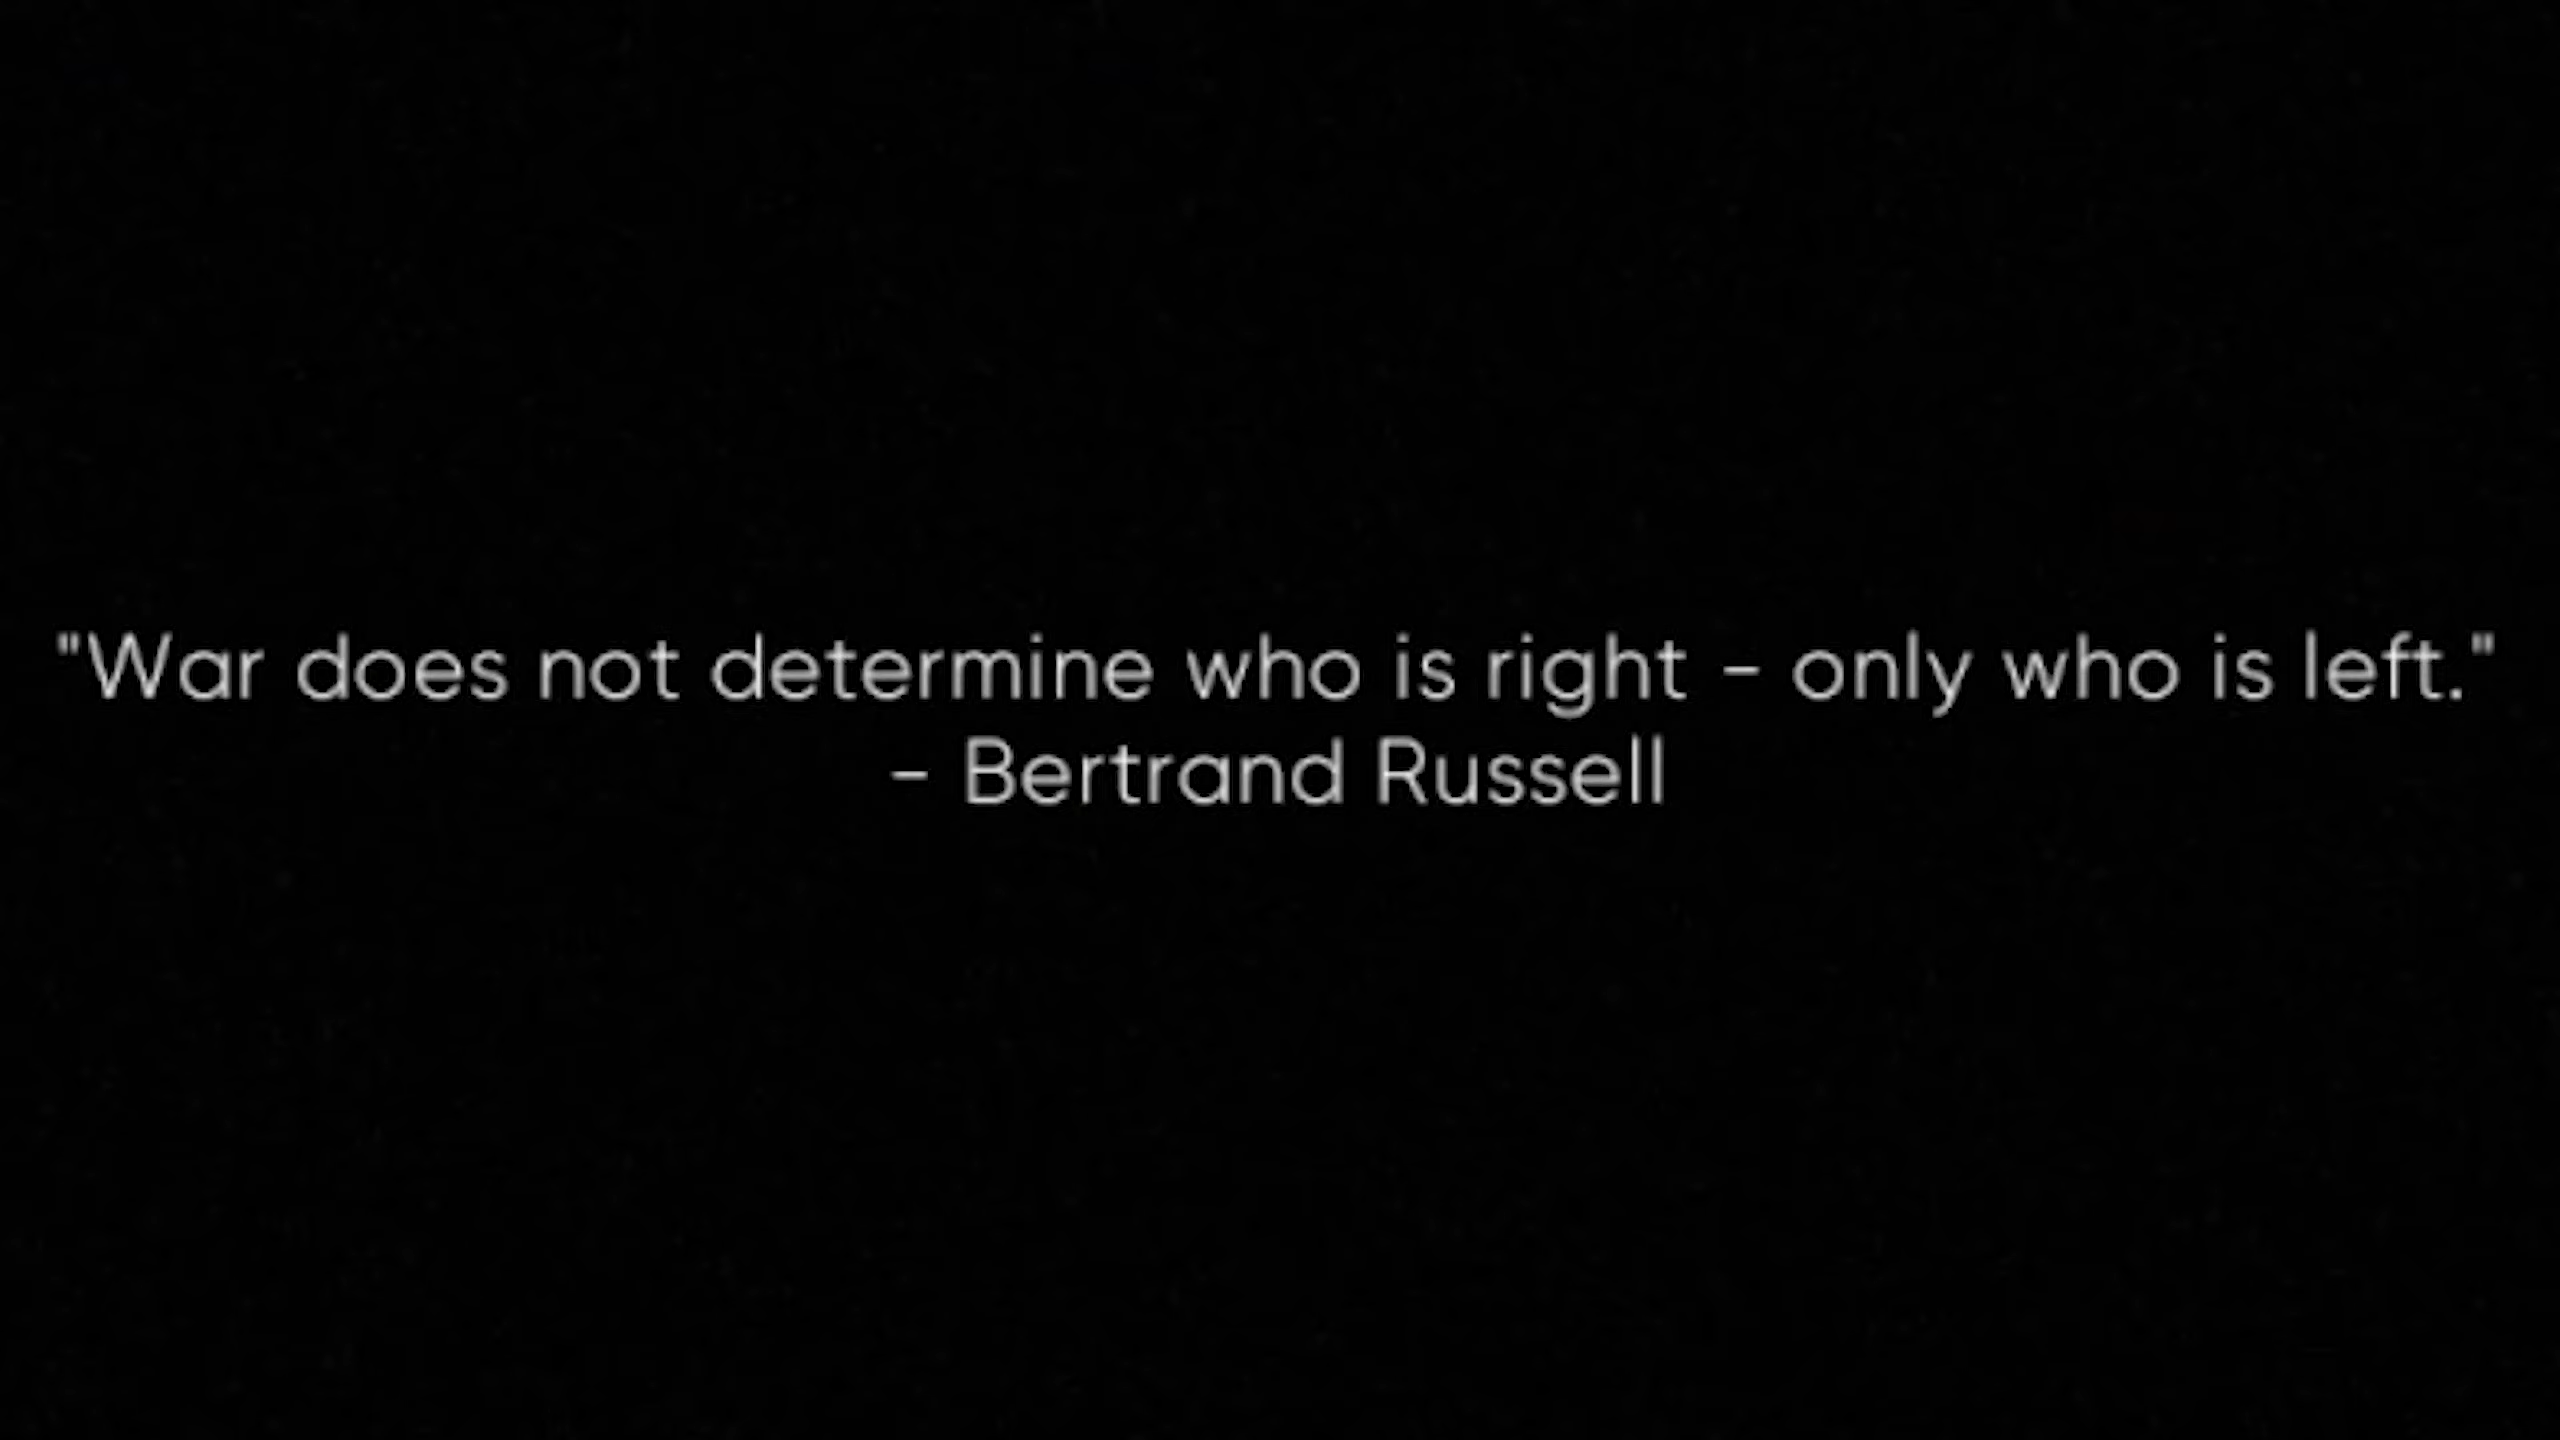 "War does not determine who is right - only who is left."
- Bertrand Russell